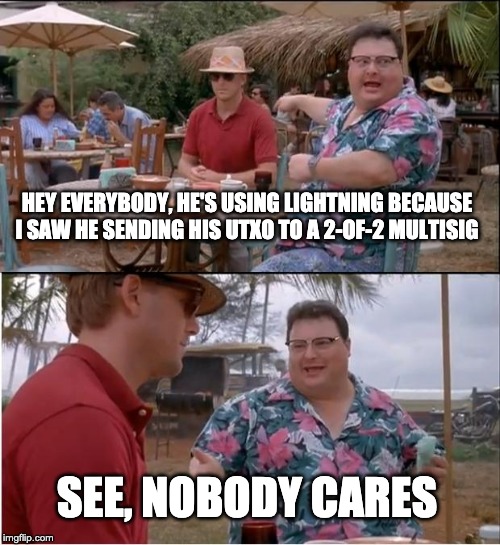 HEY EVERYBODY, HE'S USING LIGHTNING BECAUSE
I SAW HE SENDING HIS UTXO TO A 2-OF-2 MULTISIG
SEE, NOBODY CARES
imgflip.com